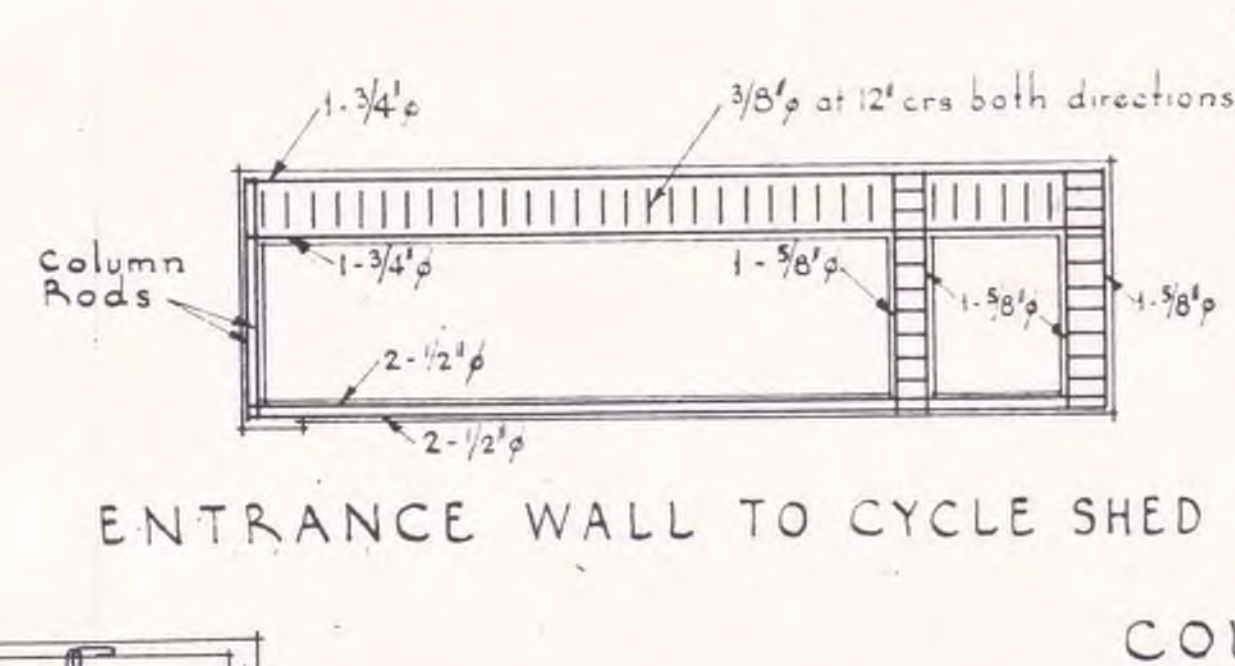 1 - 3/4"φ
3/8"φ at 12" crs both directions
Column
Rods
1 - 3/4"φ
1 - 5/8"φ
1 - 5/8"φ
1 - 5/8"φ
2 - 1/2"φ
2 - 1/2"φ
ENTRANCE WALL TO CYCLE SHED